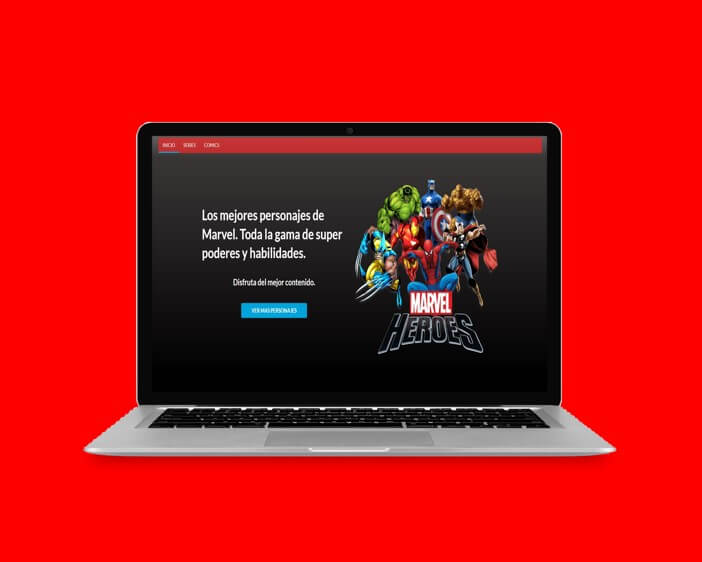 INICIO SERIES COMICS
Los mejores personajes de
Marvel. Toda la gama de super
poderes y habilidades.
Disfruta del mejor contenido.
VER MAS PERSONAJES
MARVEL
HEROES